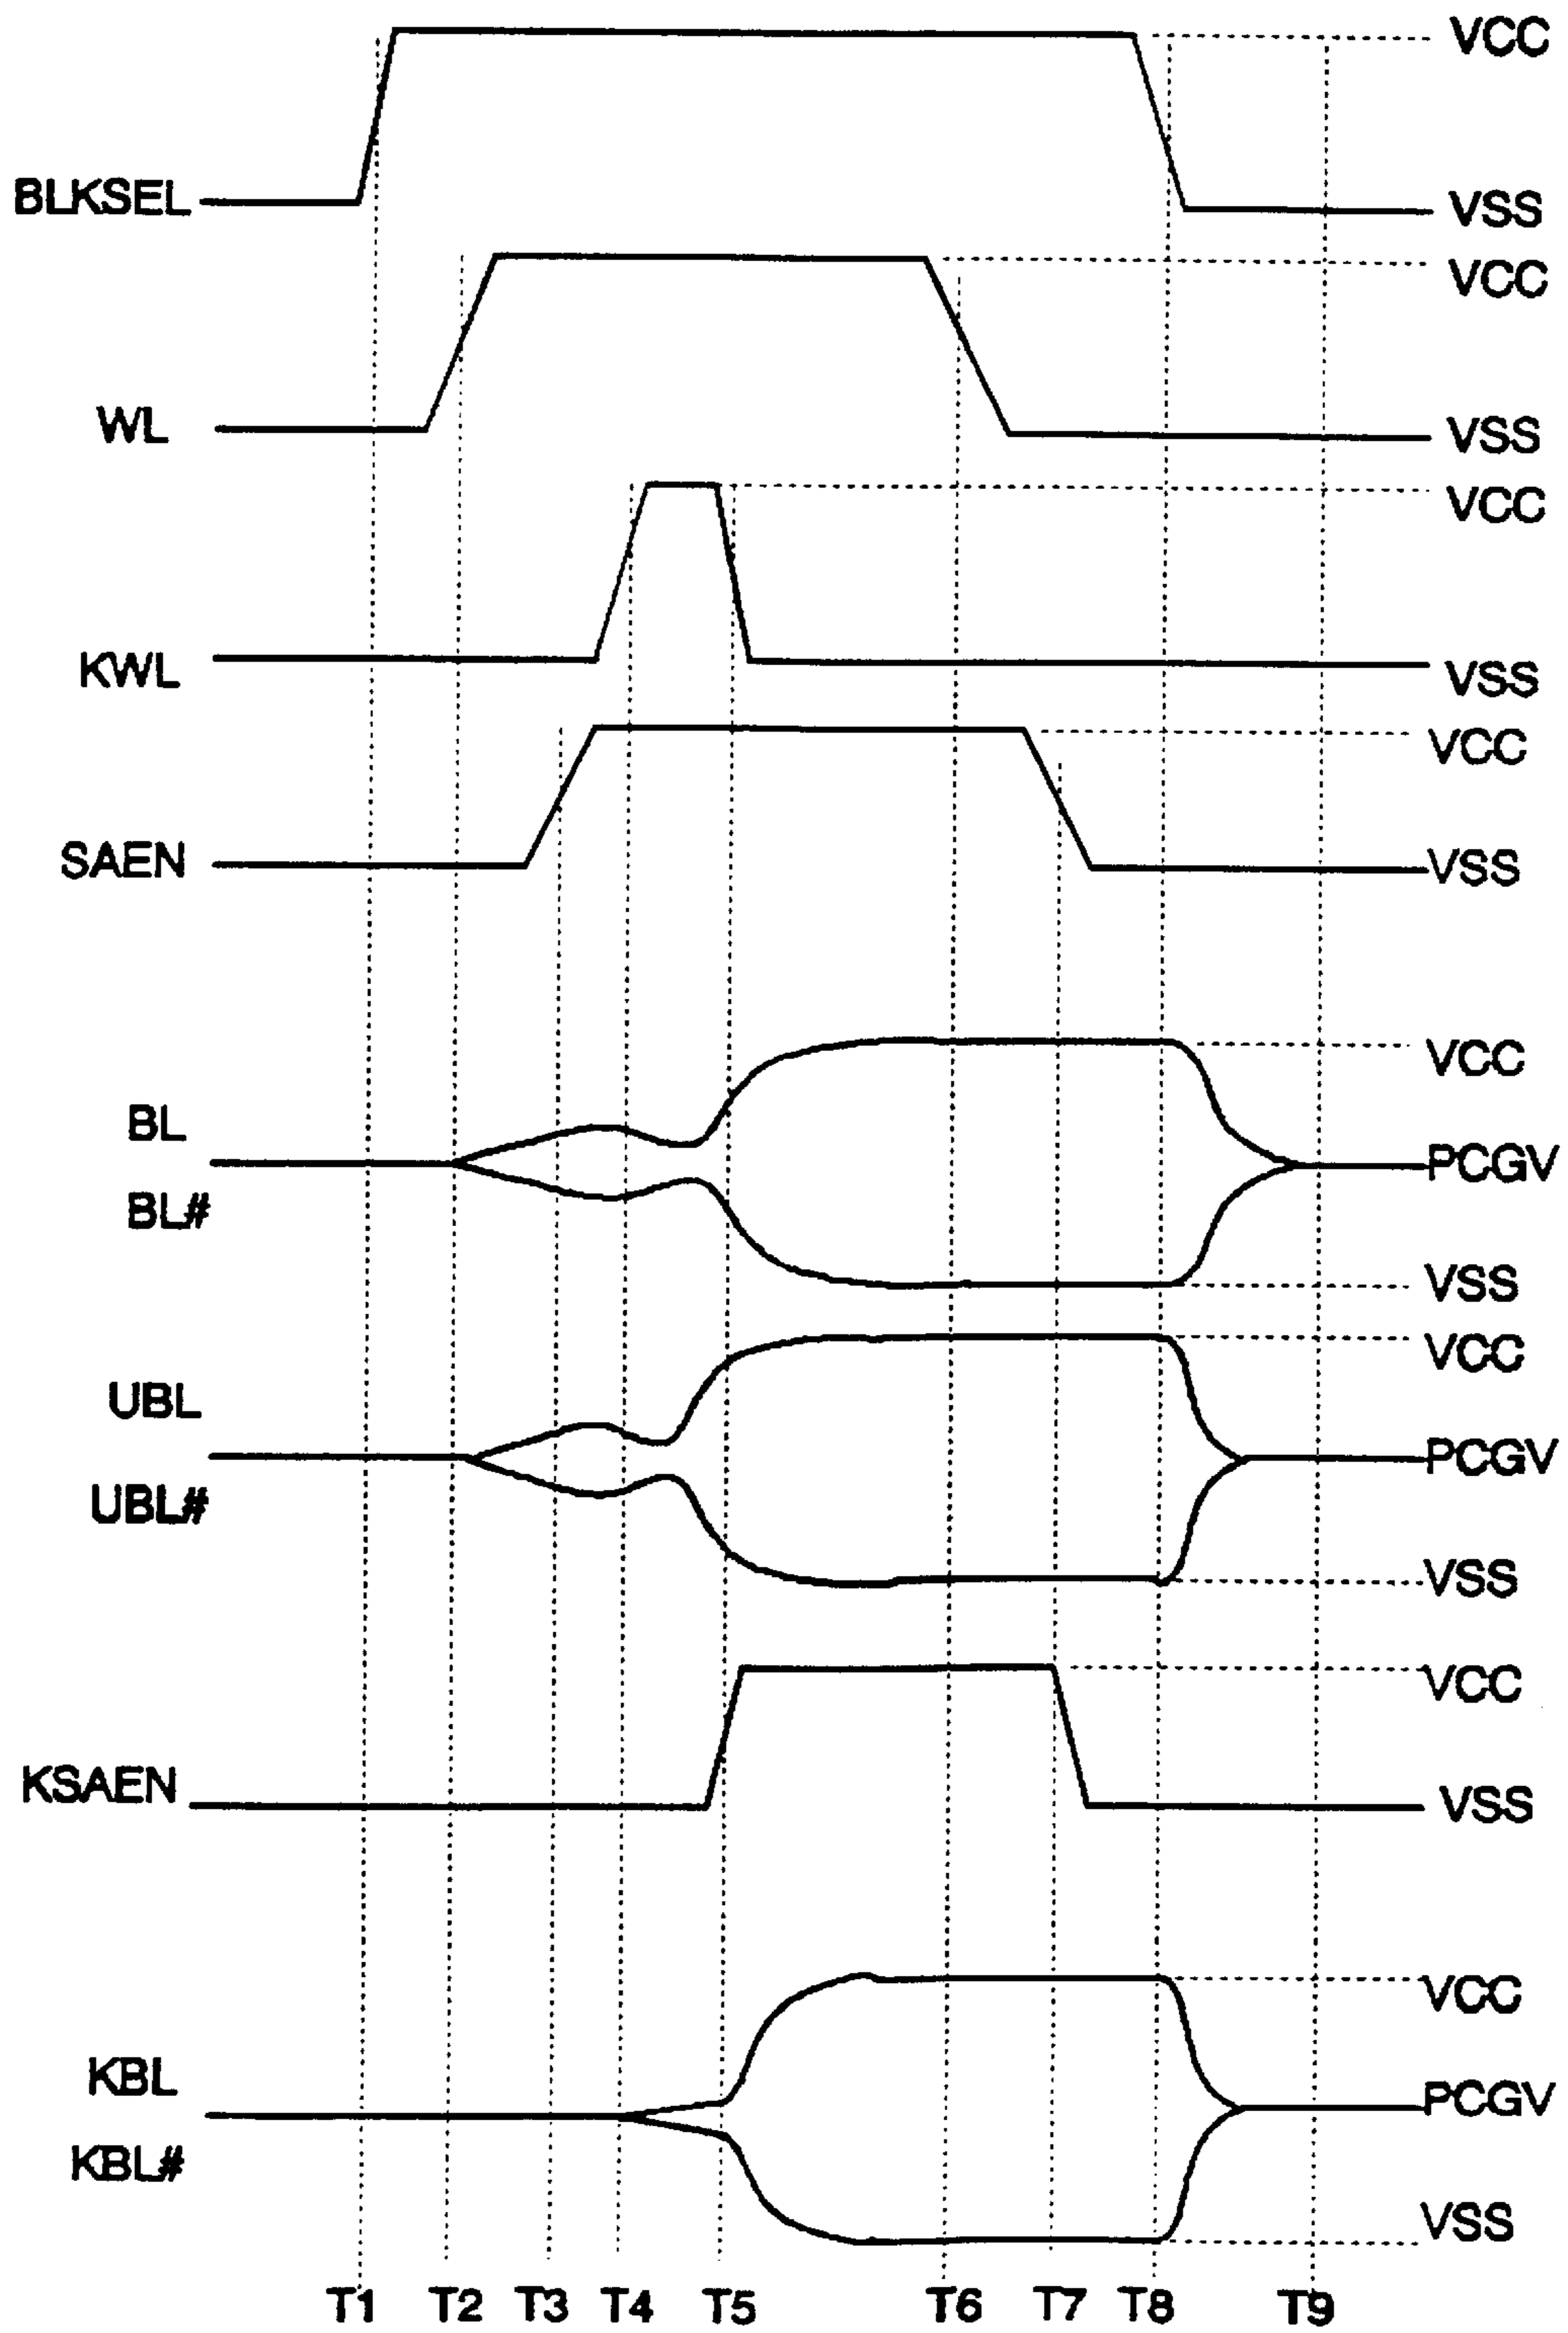 VCC
BLKSEL VSS
VCC
WL VSS
VCC
KWL VSS
VCC
SAEN VSS
VCC
BL
PCGV
BL#
VSS
VCC
UBL
PCGV
UBL#
VSS
VCC
KSAEN VSS
VCC
KBL
PCGV
KBL#
VSS
T1 T2 T3 T4 T5 T6 T7 T8 T9